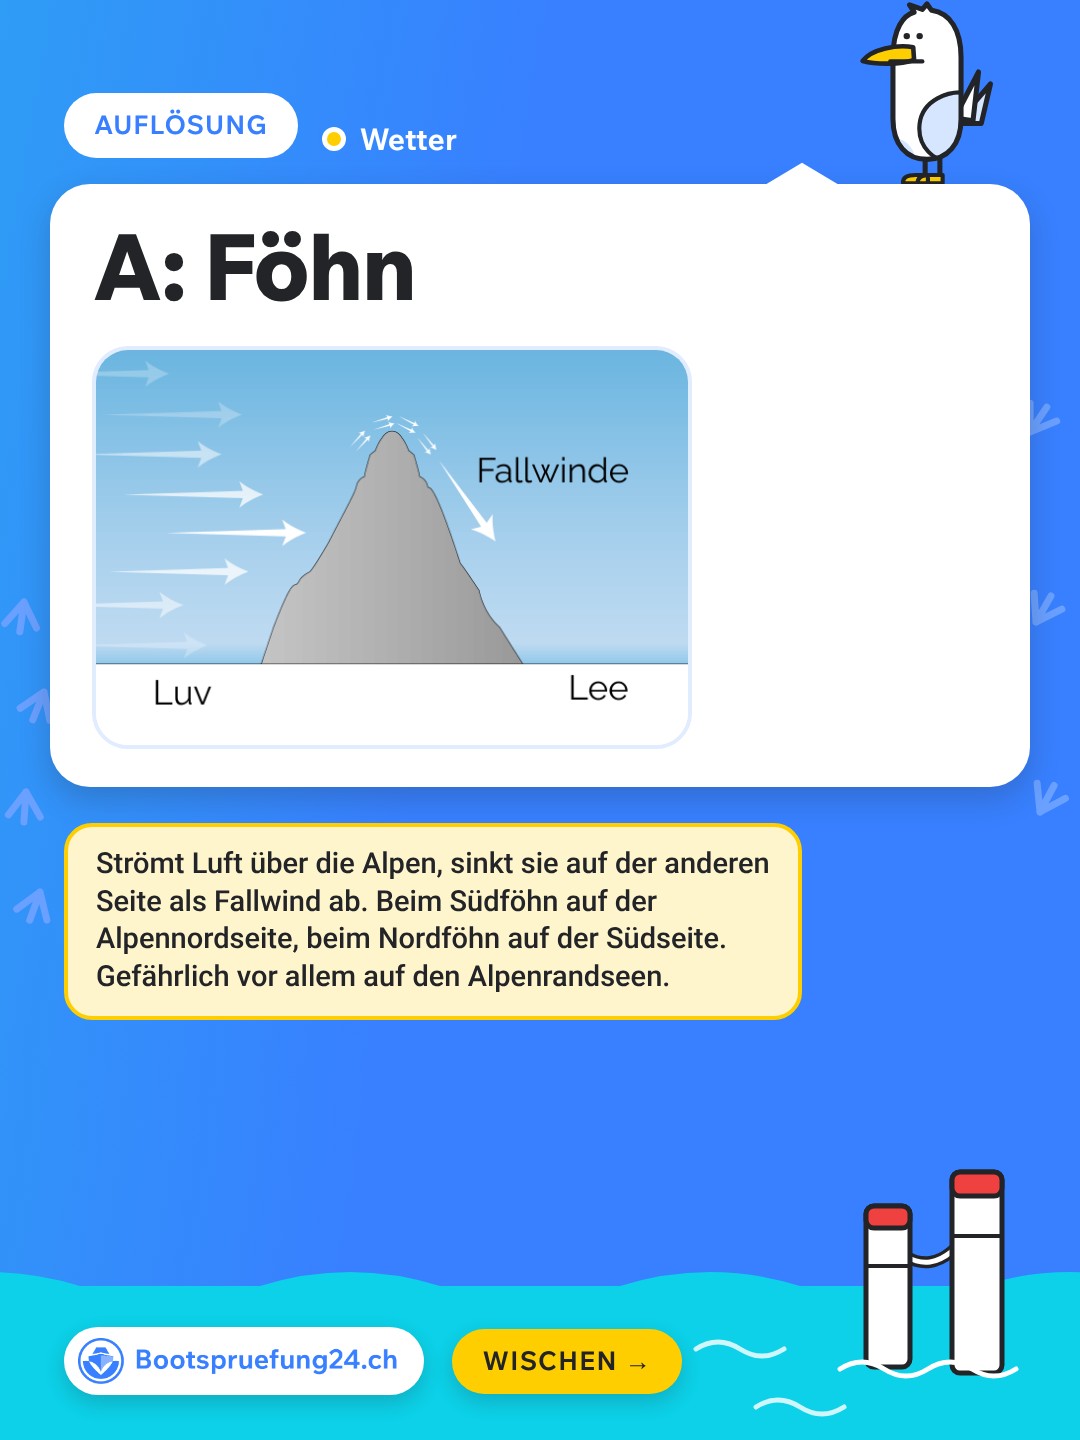 AUFLÖSUNG
Wetter
A: Föhn
Fallwinde
Luv
Lee
Strömt Luft über die Alpen, sinkt sie auf der anderen
Seite als Fallwind ab. Beim Südföhn auf der
Alpennordseite, beim Nordföhn auf der Südseite.
Gefährlich vor allem auf den Alpenrandseen.
Bootspruefung24.ch
WISCHEN →